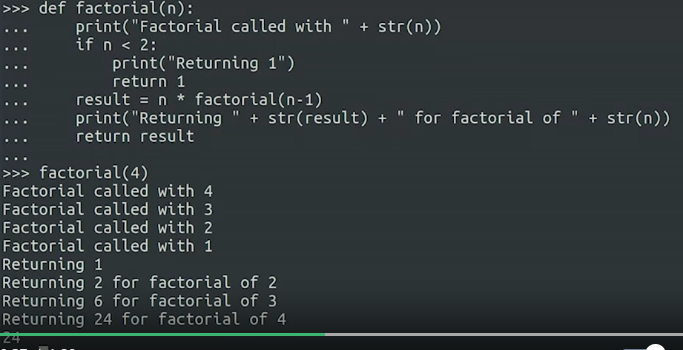 >>> def factorial(n):
...     print("Factorial called with " + str(n))
...     if n < 2:
...         print("Returning 1")
...         return 1
...     result = n * factorial(n-1)
...     print("Returning " + str(result) + " for factorial of " + str(n))
...     return result
...
>>> factorial(4)
Factorial called with 4
Factorial called with 3
Factorial called with 2
Factorial called with 1
Returning 1
Returning 2 for factorial of 2
Returning 6 for factorial of 3
Returning 24 for factorial of 4
24